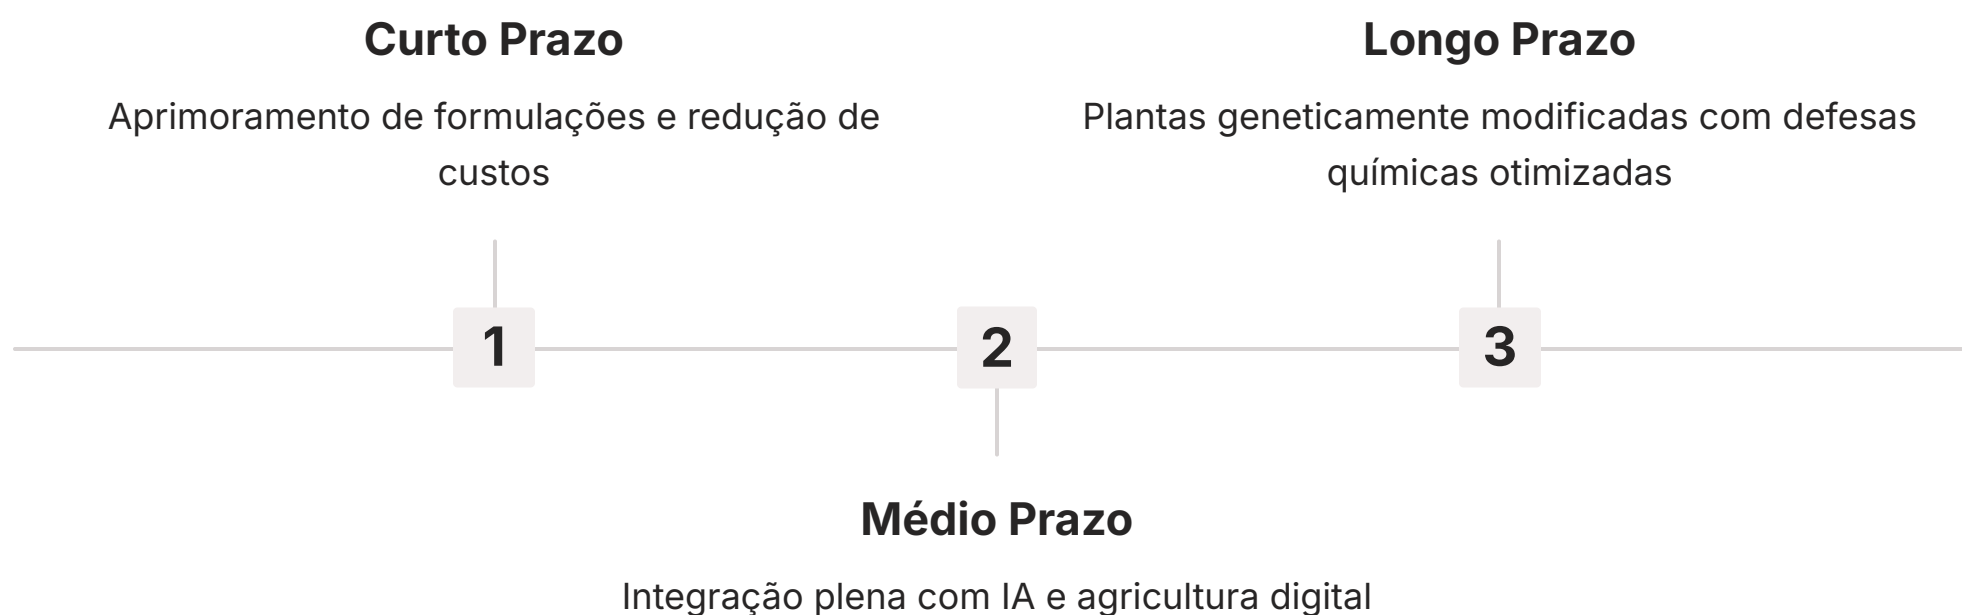 Curto Prazo
Aprimoramento de formulações e redução de
custos
Longo Prazo
Plantas geneticamente modificadas com defesas
químicas otimizadas
1
2
3
Médio Prazo
Integração plena com IA e agricultura digital